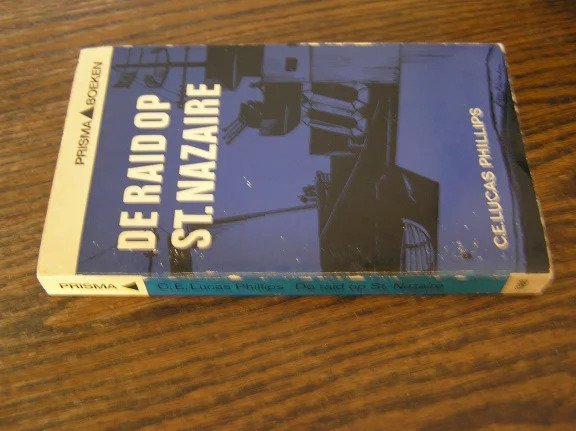 PRISMA BOEKEN
DE RAID OP
ST. NAZAIRE
C.E. LUCAS PHILLIPS
PRISMA C. E. Lucas Phillips De raid op St. Nazaire